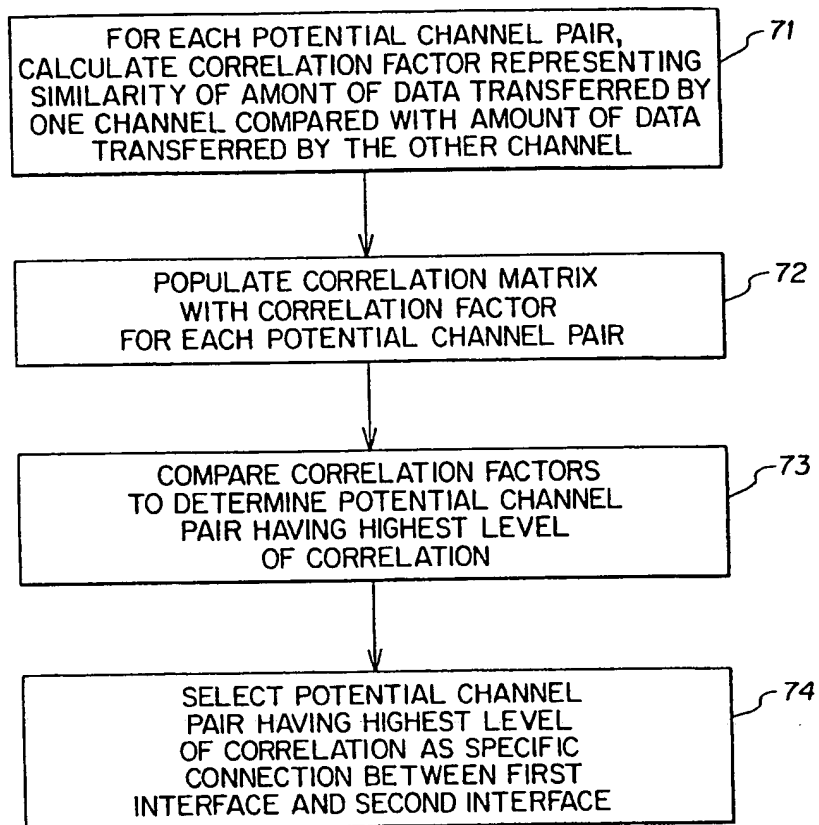 FOR EACH POTENTIAL CHANNEL PAIR,
CALCULATE CORRELATION FACTOR REPRESENTING
SIMILARITY OF AMONT OF DATA TRANSFERRED BY
ONE CHANNEL COMPARED WITH AMOUNT OF DATA
TRANSFERRED BY THE OTHER CHANNEL
71
POPULATE CORRELATION MATRIX
WITH CORRELATION FACTOR
FOR EACH POTENTIAL CHANNEL PAIR
72
COMPARE CORRELATION FACTORS
TO DETERMINE POTENTIAL CHANNEL
PAIR HAVING HIGHEST LEVEL
OF CORRELATION
73
SELECT POTENTIAL CHANNEL
PAIR HAVING HIGHEST LEVEL
OF CORRELATION AS SPECIFIC
CONNECTION BETWEEN FIRST
INTERFACE AND SECOND INTERFACE
74